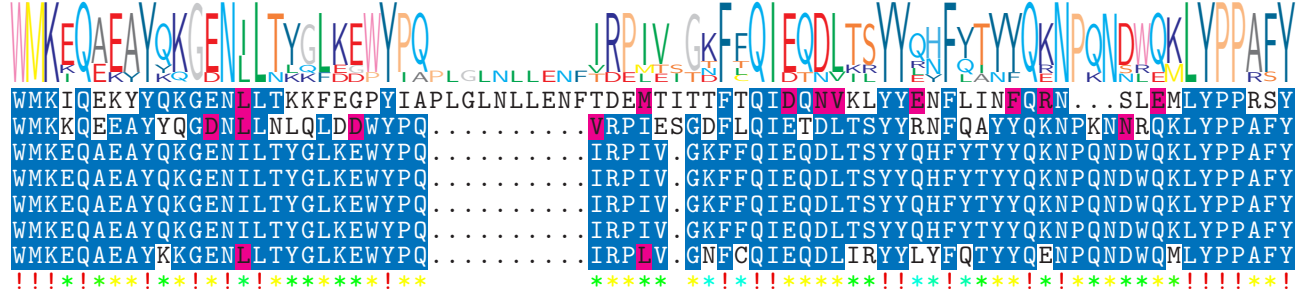 WMKEQAEAYQKGENILTYGLKEWYPQAPLGLNLLENFIRPIVTGKFFQIEQDLTSYYQHFYTYYQKNPQNDWQKLYPPAFY
WMKIQEKYYQKGENLLTKKFEGPYIAPLGLNLLENFTDEMTITTFTQIDQNVKLYYENFLINFQRN...SLEMLYPPRSY
WMKKQEEAYYQGDNLLNLQLDDWYPQ..........VRPIESGDFLQIETDLTSYYRNFQAYYQKNPKNNRQKLYPPAFY
WMKEQAEAYQKGENILTYGLKEWYPQ..........IRPIV.GKFFQIEQDLTSYYQHFYTYYQKNPQNDWQKLYPPAFY
WMKEQAEAYQKGENILTYGLKEWYPQ..........IRPIV.GKFFQIEQDLTSYYQHFYTYYQKNPQNDWQKLYPPAFY
WMKEQAEAYQKGENILTYGLKEWYPQ..........IRPIV.GKFFQIEQDLTSYYQHFYTYYQKNPQNDWQKLYPPAFY
WMKEQAEAYQKGENILTYGLKEWYPQ..........IRPIV.GKFFQIEQDLTSYYQHFYTYYQKNPQNDWQKLYPPAFY
WMKEQAEAYKKGENLLTYGLKEWYPQ..........IRPLV.GNFCQIEQDLIRYYLYFQTYYQENPQNDWQMLYPPAFY
!!!*!***!**!*!*!*******!** ***** **!*!!******!!**!****!*!*******!!!!**!